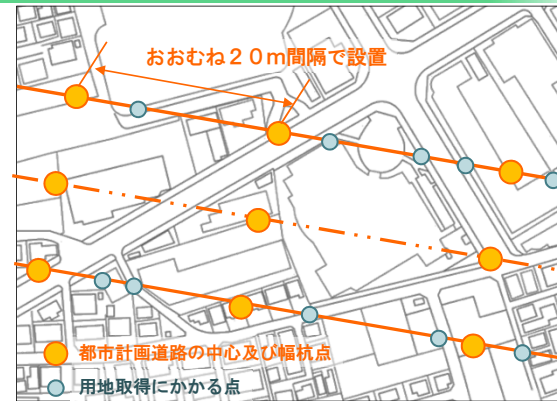 おおむね２０ｍ間隔で設置
都市計画道路の中心及び幅杭点
用地取得にかかる点